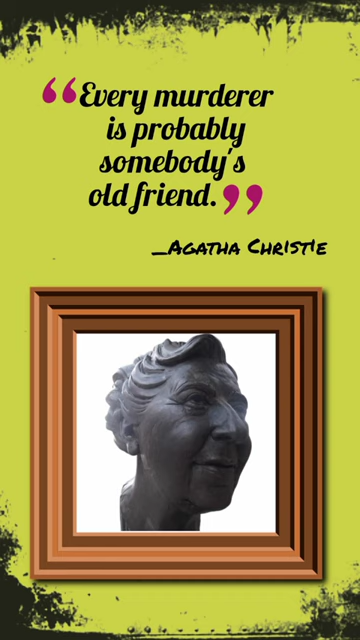 “Every murderer
is probably
somebody's
old friend.”
_Agatha Christie